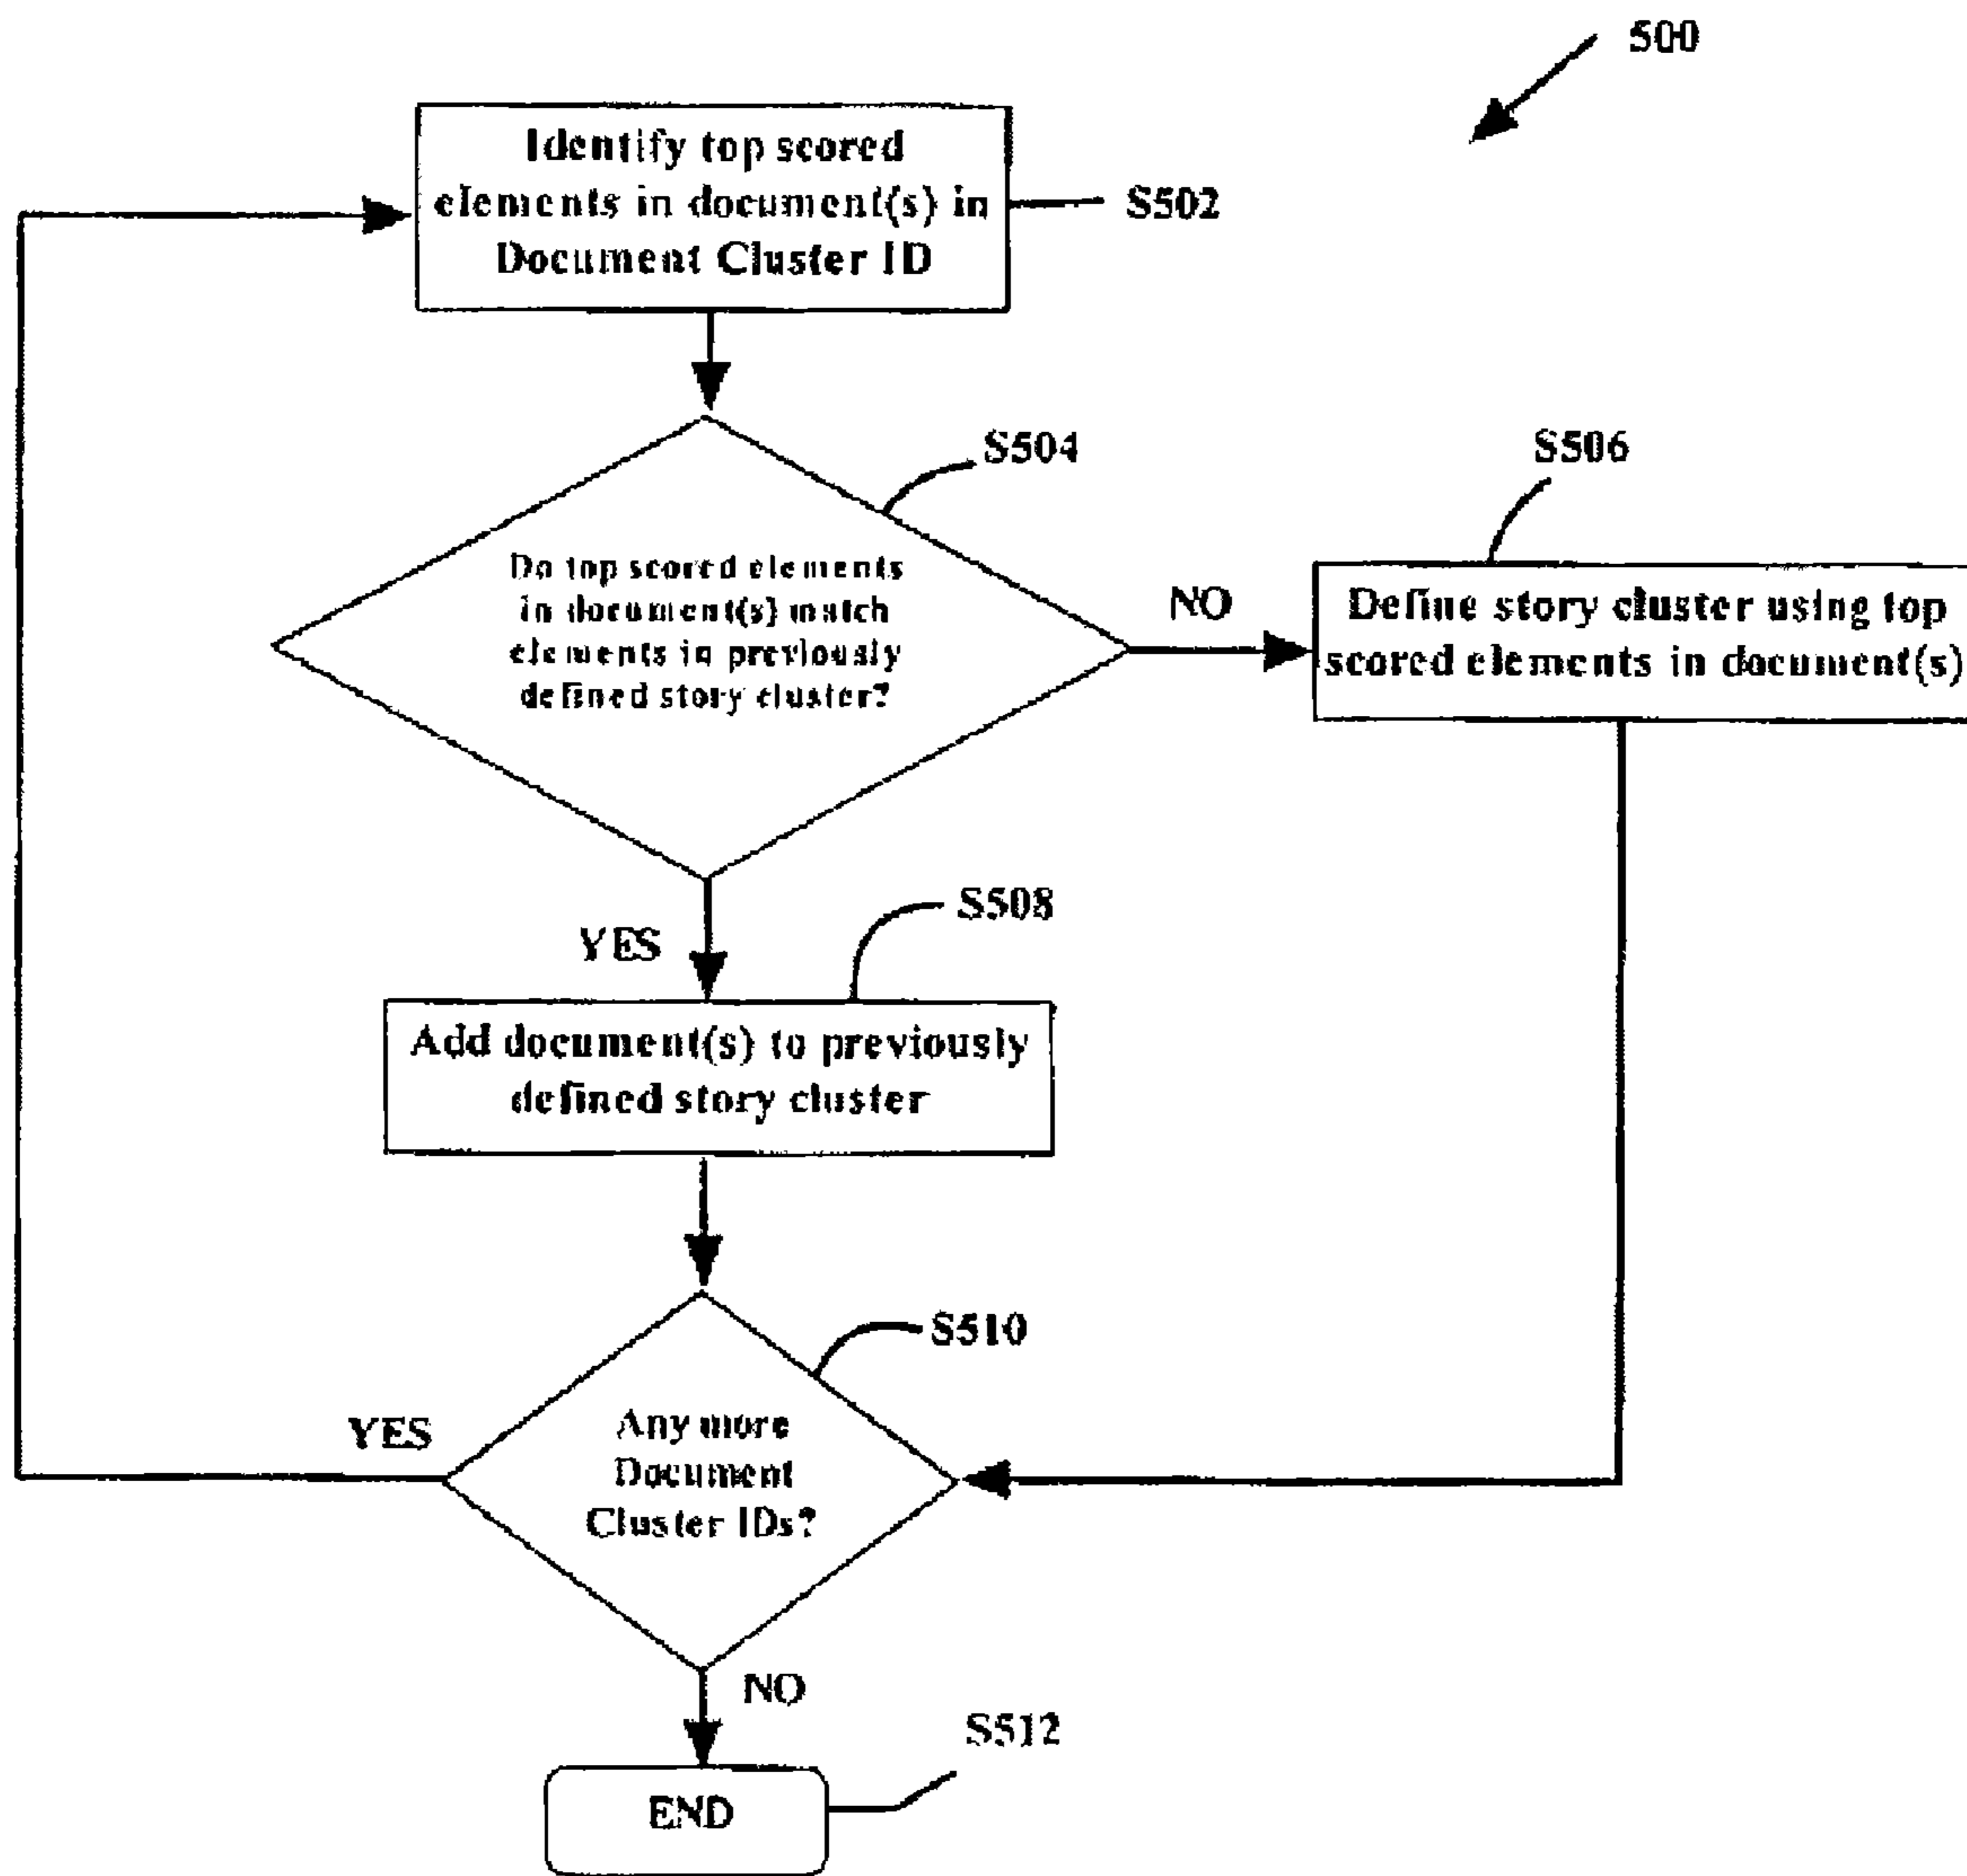 500
Identify top scored
elements in document(s) in
Document Cluster ID
S502
S504
Do top scored elements
in document(s) match
elements in previously
defined story cluster?
NO
S506
Define story cluster using top
scored elements in document(s)
YES
S508
Add document(s) to previously
defined story cluster
S510
Any more
Document
Cluster IDs?
YES
NO
S512
END